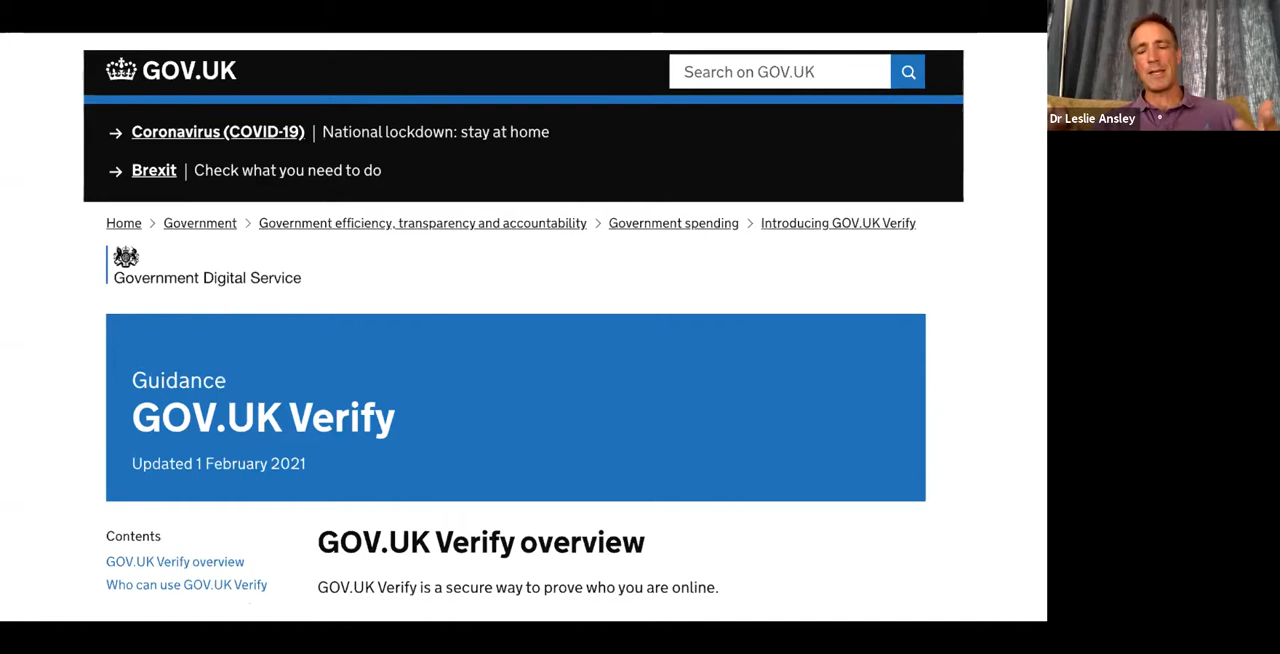 GOV.UK
Search on GOV.UK
→ Coronavirus (COVID-19) | National lockdown: stay at home
→ Brexit | Check what you need to do
Home > Government > Government efficiency, transparency and accountability > Government spending > Introducing GOV.UK Verify
Government Digital Service
Guidance
GOV.UK Verify
Updated 1 February 2021
Contents
GOV.UK Verify overview
Who can use GOV.UK Verify
GOV.UK Verify overview
GOV.UK Verify is a secure way to prove who you are online.
Dr Leslie Ansley